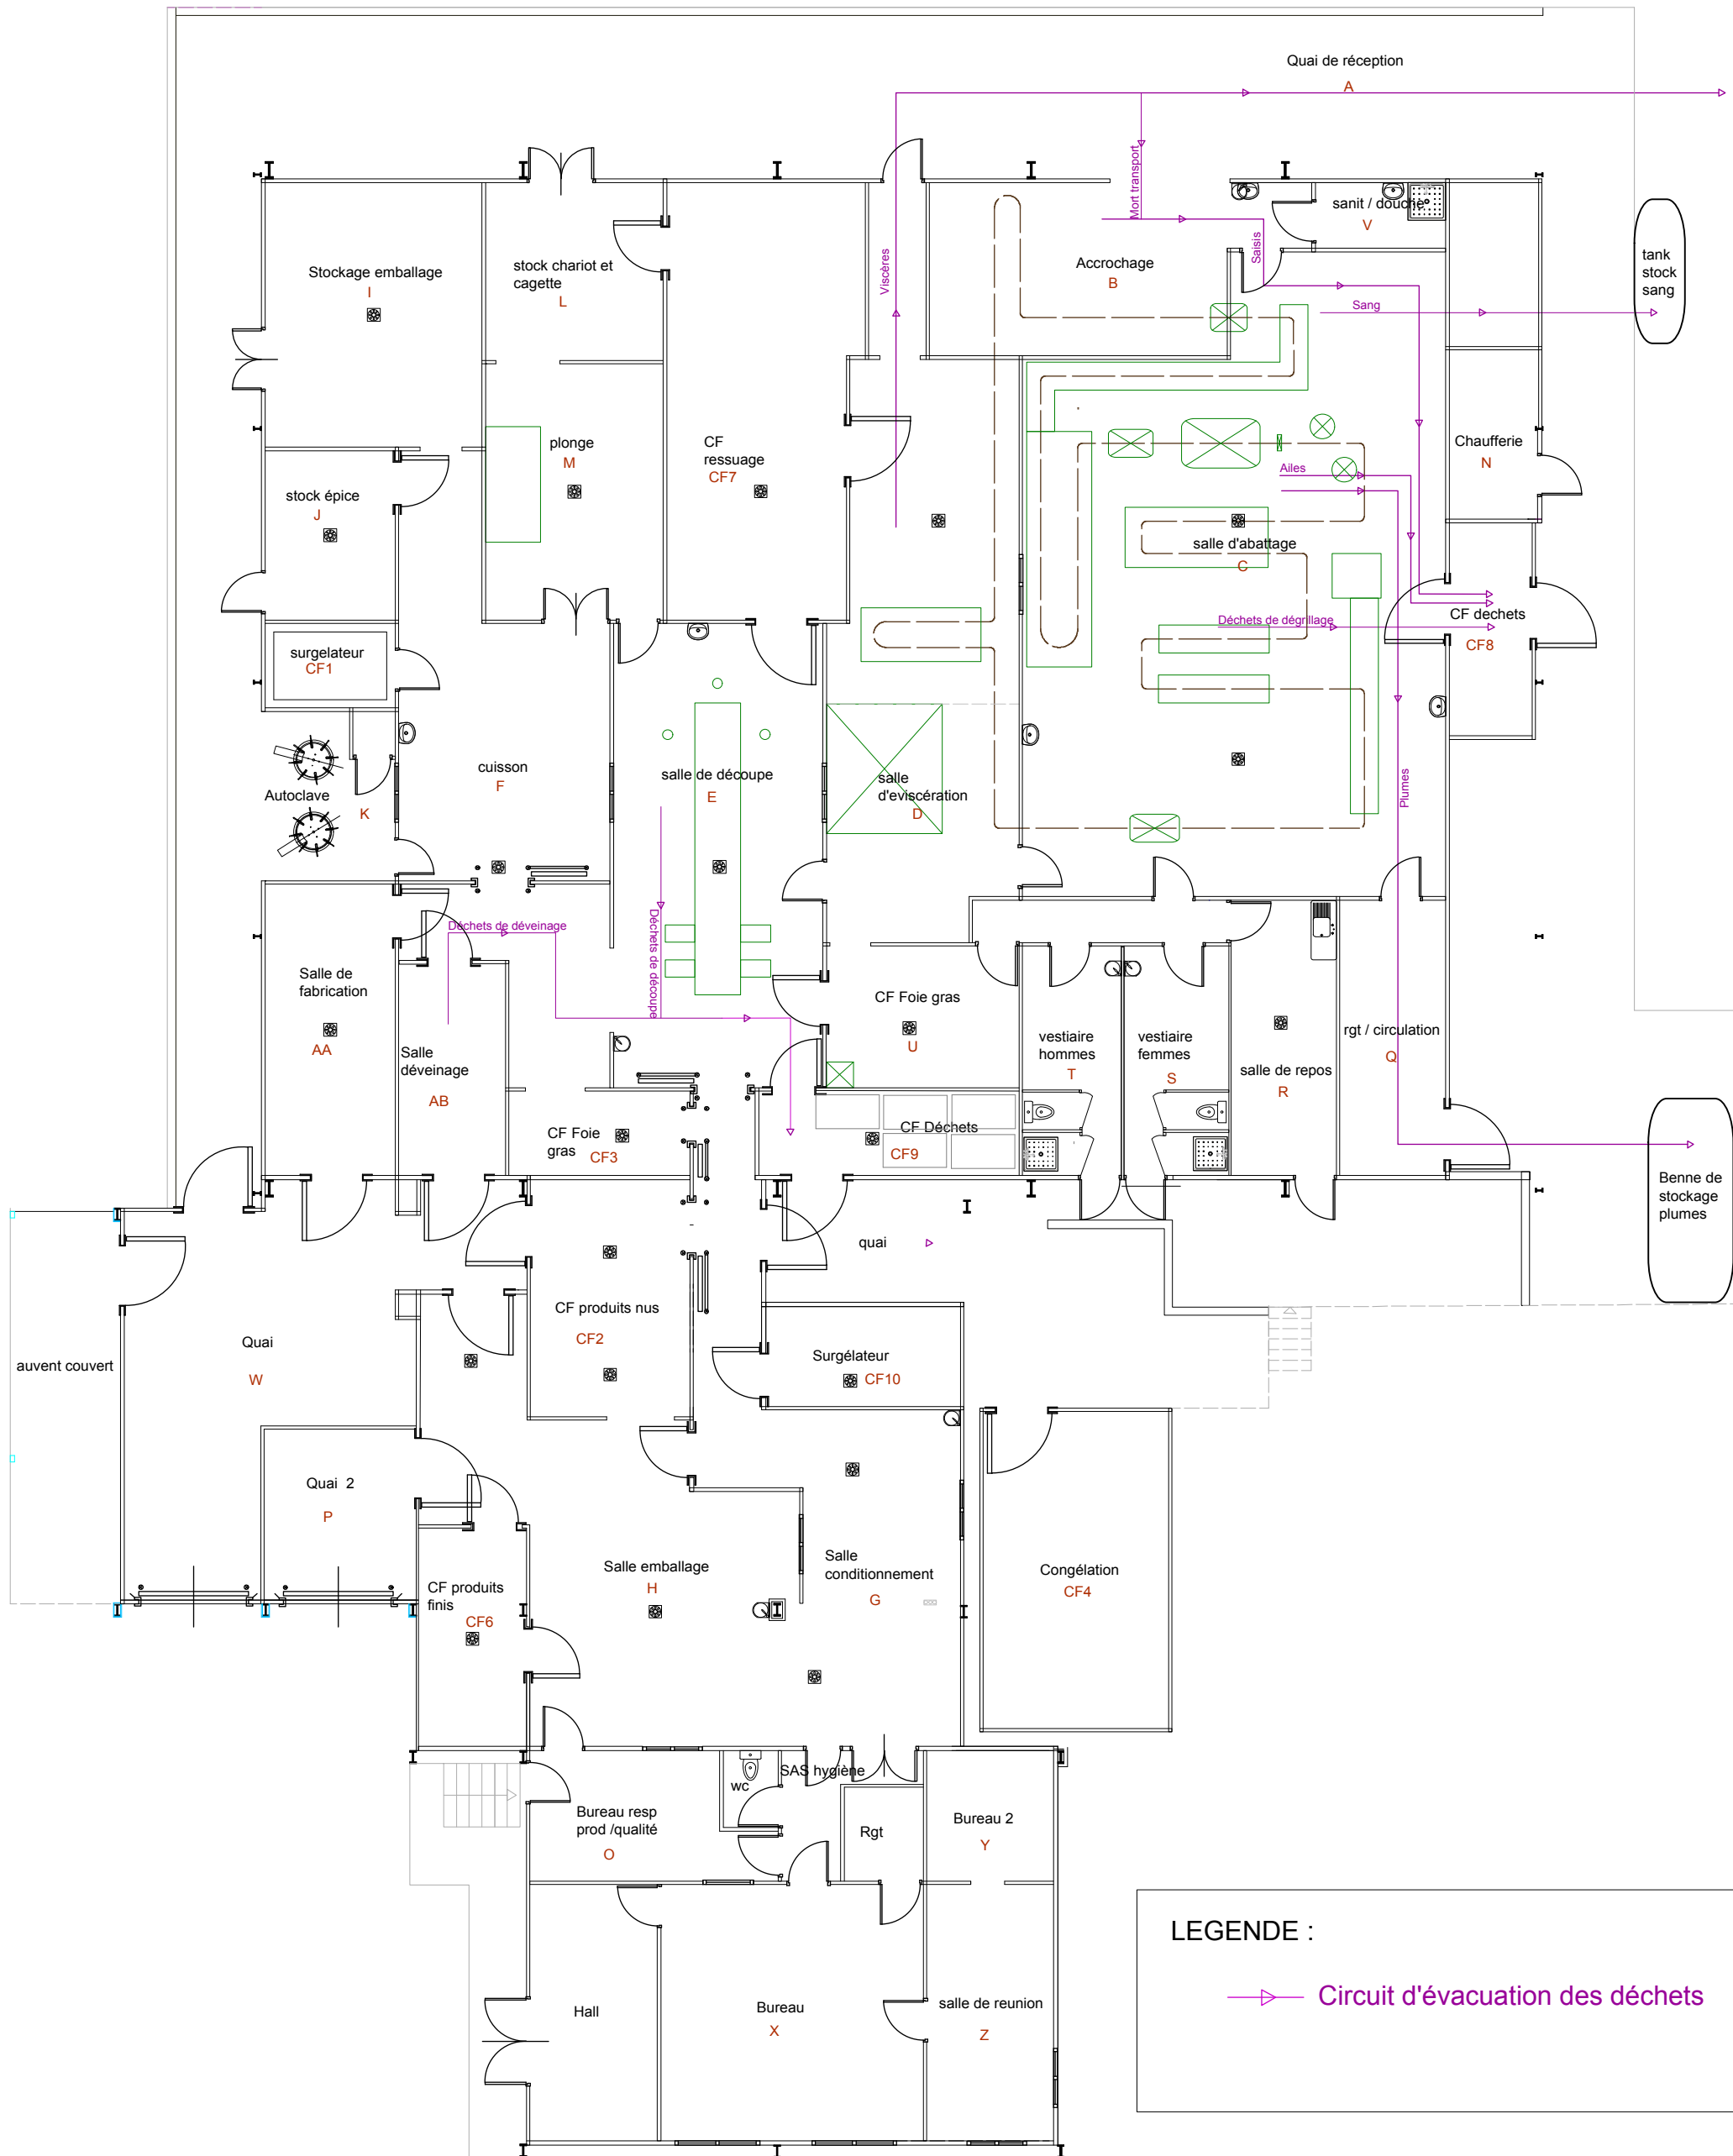 Quai de réception
A
Mort transport
sanit / douche
V
Saisis
tank
stock
sang
Viscères
Accrochage
B
Stockage emballage
I
stock chariot et
cagette
L
Sang
plonge
M
CF
ressuage
CF7
Chaufferie
N
Ailes
stock épice
J
salle d'abattage
C
CF dechets
CF8
Déchets de dégrillage
surgelateur
CF1
cuisson
F
salle de découpe
E
salle
d'eviscération
D
Plumes
Autoclave
K
Déchets de déveinage
Déchets de découpe
Salle de
fabrication
AA
CF Foie gras
U
vestiaire
hommes
T
vestiaire
femmes
S
rgt / circulation
Q
salle de repos
R
Salle
déveinage
AB
CF Foie
gras
CF3
CF Déchets
CF9
Benne de
stockage
plumes
quai
CF produits nus
CF2
Quai
W
auvent couvert
Surgélateur
CF10
Quai 2
P
Salle emballage
H
Salle
conditionnement
G
Congélation
CF4
CF produits
finis
CF6
SAS hygiène
wc
Bureau resp
prod /qualité
O
Rgt
Bureau 2
Y
LEGENDE :
Circuit d'évacuation des déchets
Hall
Bureau
X
salle de reunion
Z